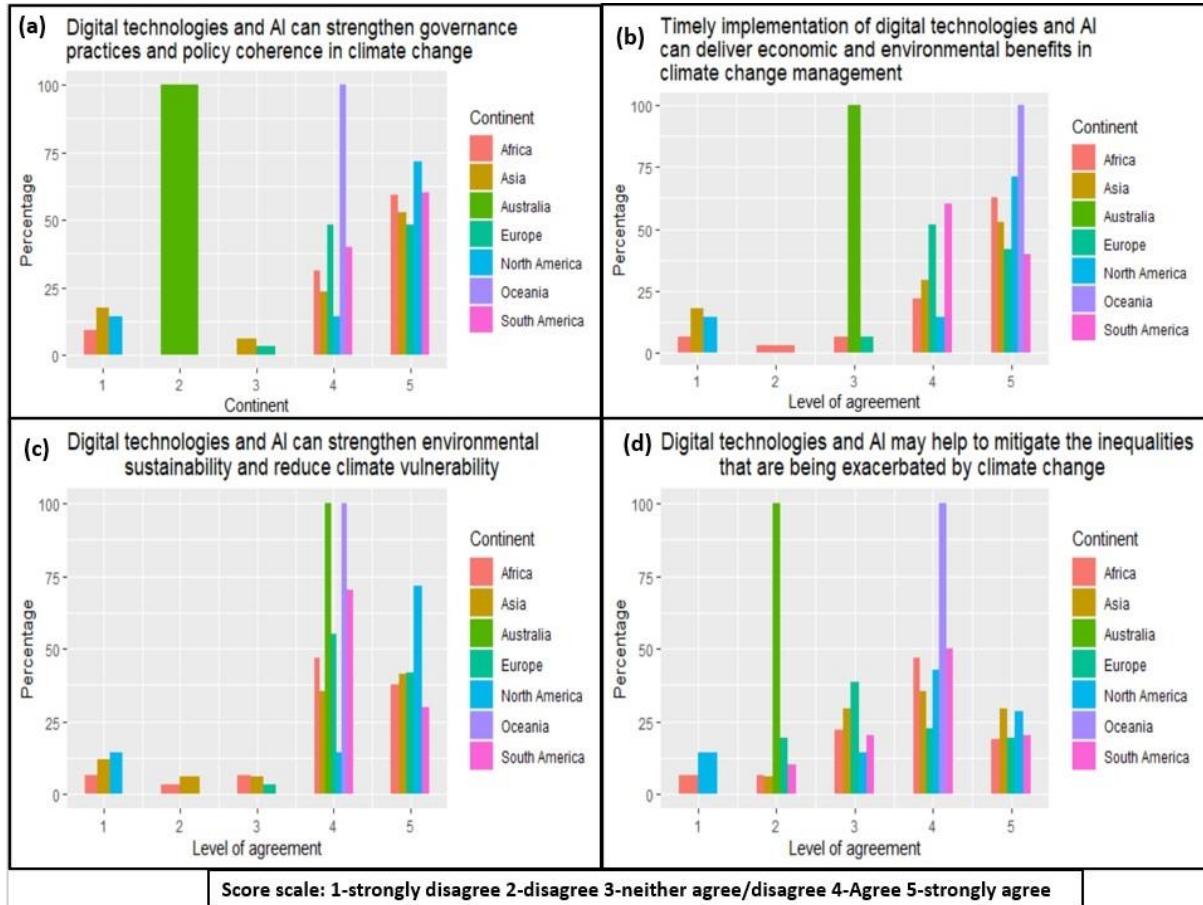 (a) Digital technologies and AI can strengthen governance
practices and policy coherence in climate change
100
75
50
25
0
Percentage
1 2 3 4 5
Continent
Continent
Africa
Asia
Australia
Europe
North America
Oceania
South America
(b) Timely implementation of digital technologies and AI
can deliver economic and environmental benefits in
climate change management
100
75
50
25
0
Percentage
1 2 3 4 5
Level of agreement
Continent
Africa
Asia
Australia
Europe
North America
Oceania
South America
(c) Digital technologies and AI can strengthen environmental
sustainability and reduce climate vulnerability
100
75
50
25
0
Percentage
1 2 3 4 5
Level of agreement
Continent
Africa
Asia
Australia
Europe
North America
Oceania
South America
(d) Digital technologies and AI may help to mitigate the inequalities
that are being exacerbated by climate change
100
75
50
25
0
Percentage
1 2 3 4 5
Level of agreement
Continent
Africa
Asia
Australia
Europe
North America
Oceania
South America
Score scale: 1-strongly disagree 2-disagree 3-neither agree/disagree 4-Agree 5-strongly agree